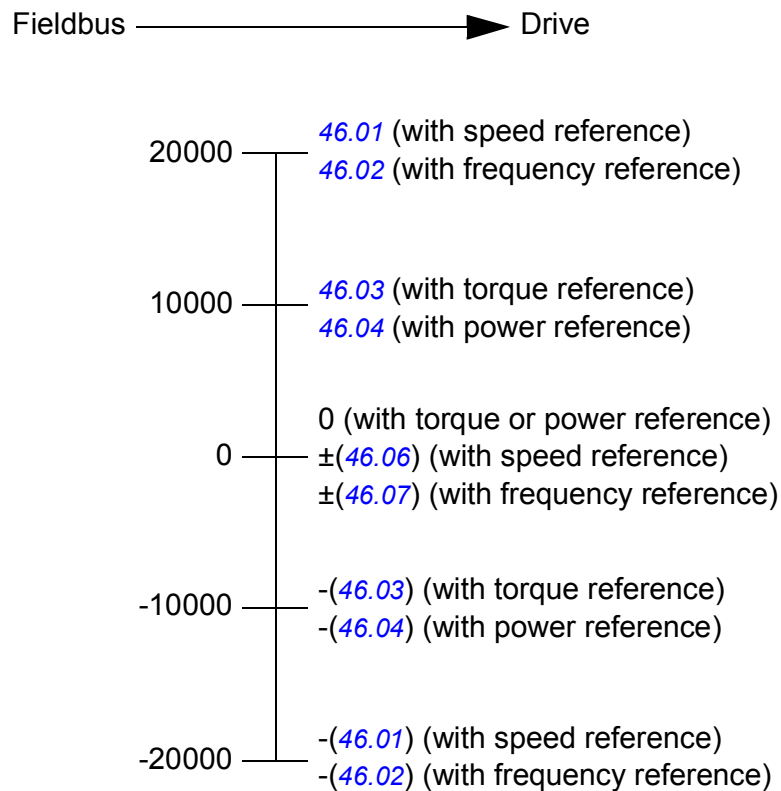 Fieldbus Drive
20000
46.01 (with speed reference)
46.02 (with frequency reference)
10000
46.03 (with torque reference)
46.04 (with power reference)
0
0 (with torque or power reference)
±(46.06) (with speed reference)
±(46.07) (with frequency reference)
-10000
-(46.03) (with torque reference)
-(46.04) (with power reference)
-20000
-(46.01) (with speed reference)
-(46.02) (with frequency reference)